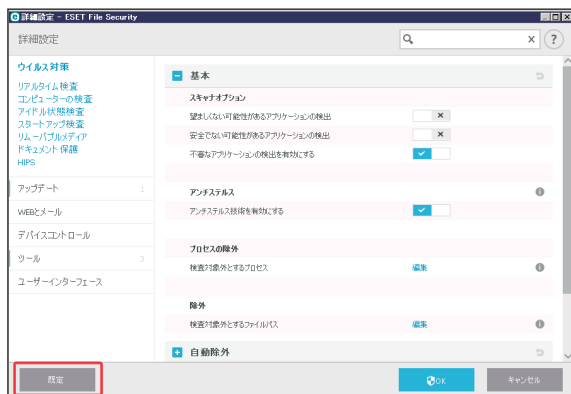 詳細設定 - ESET File Security
詳細設定
?
ウイルス対策
リアルタイム検査
コンピューターの検査
アイドル状態検査
スタートアップ検査
リムーバブルメディア
ドキュメント保護
HIPS
アップデート 1
WEBとメール
デバイスコントロール
ツール 3
ユーザーインターフェース
基本
スキャナオプション
望ましくない可能性があるアプリケーションの検出
安全でない可能性があるアプリケーションの検出
不審なアプリケーションの検出を有効にする
アンチステルス
アンチステルス技術を有効にする
プロセスの除外
検査対象外とするプロセス 編集
除外
検査対象外とするファイルパス 編集
自動除外
既定
OK
キャンセル